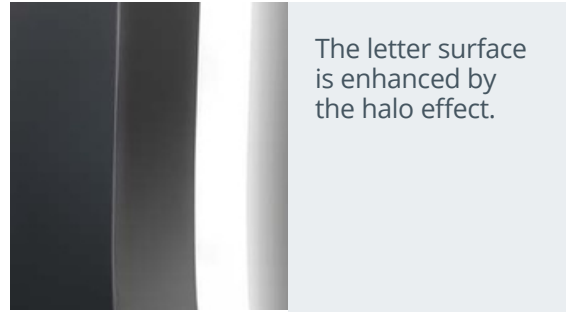 The letter surface
is enhanced by
the halo effect.